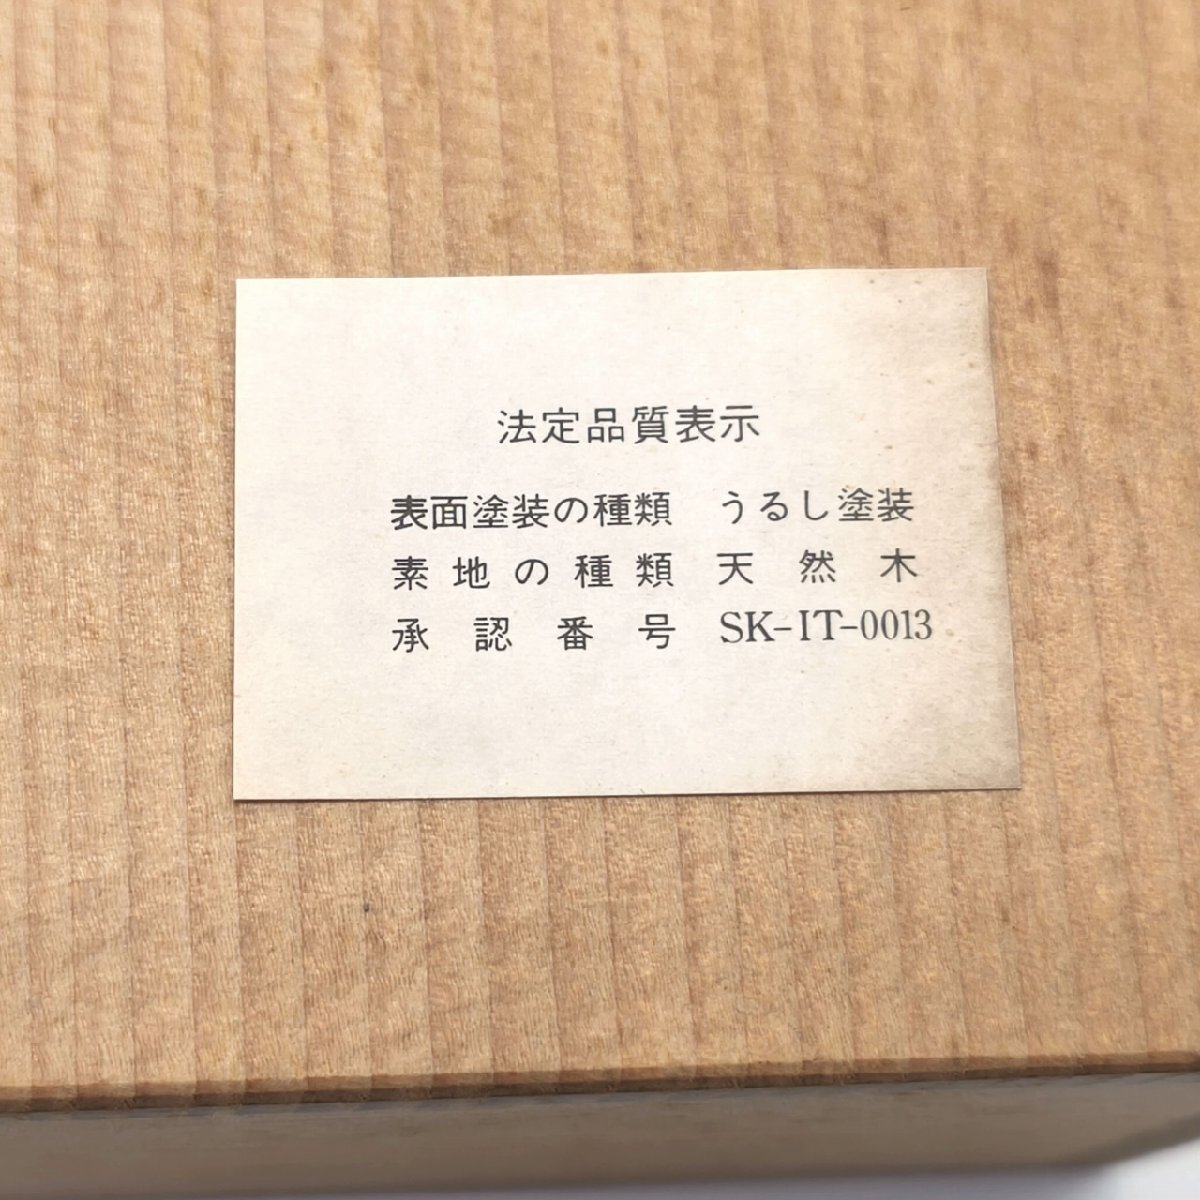 法定品質表示
表面塗装の種類 うるし塗装
素地の種類 天然木
承認番号 SK-IT-0013